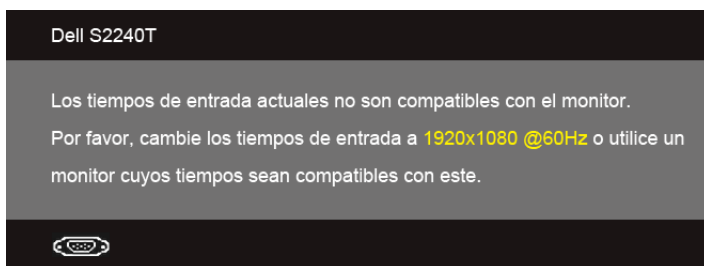 Dell S2240T
Los tiempos de entrada actuales no son compatibles con el monitor.
Por favor, cambie los tiempos de entrada a 1920x1080 @60Hz o utilice un
monitor cuyos tiempos sean compatibles con este.